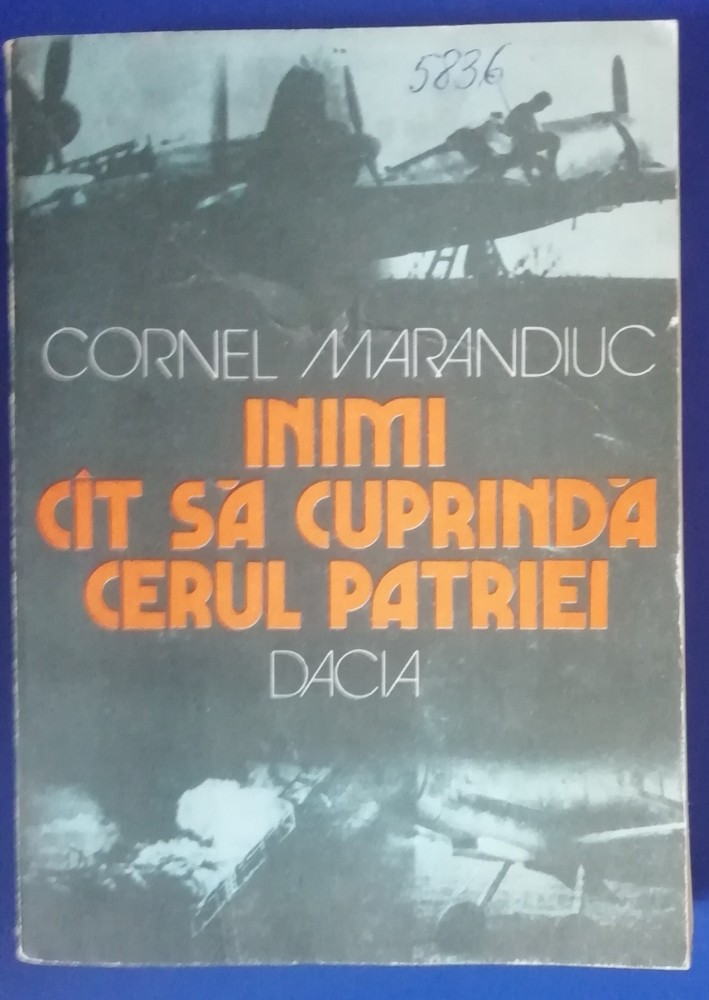 5836
CORNEL MARANDIUC
INIMI
CÎT SĂ CUPRINDĂ
CERUL PATRIEI
DACIA